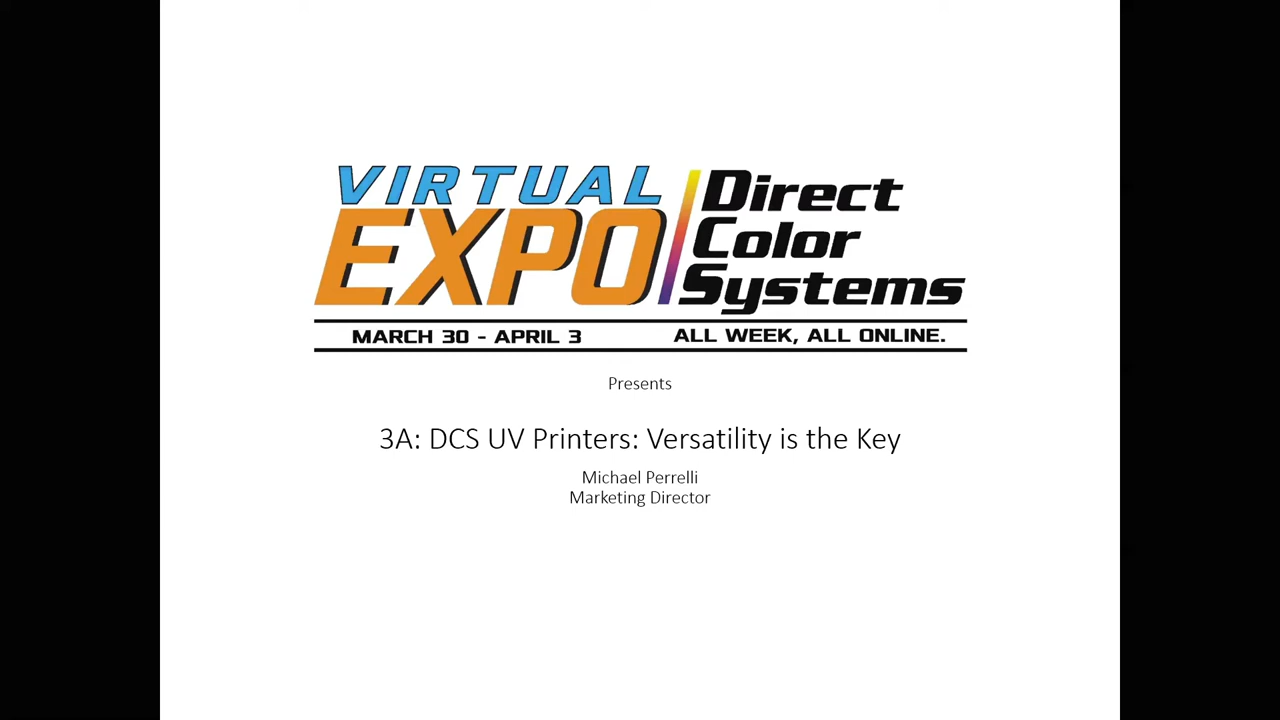 VIRTUAL
EXPO
Direct
Color
Systems
MARCH 30 - APRIL 3 ALL WEEK, ALL ONLINE.
Presents
3A: DCS UV Printers: Versatility is the Key
Michael Perrelli
Marketing Director